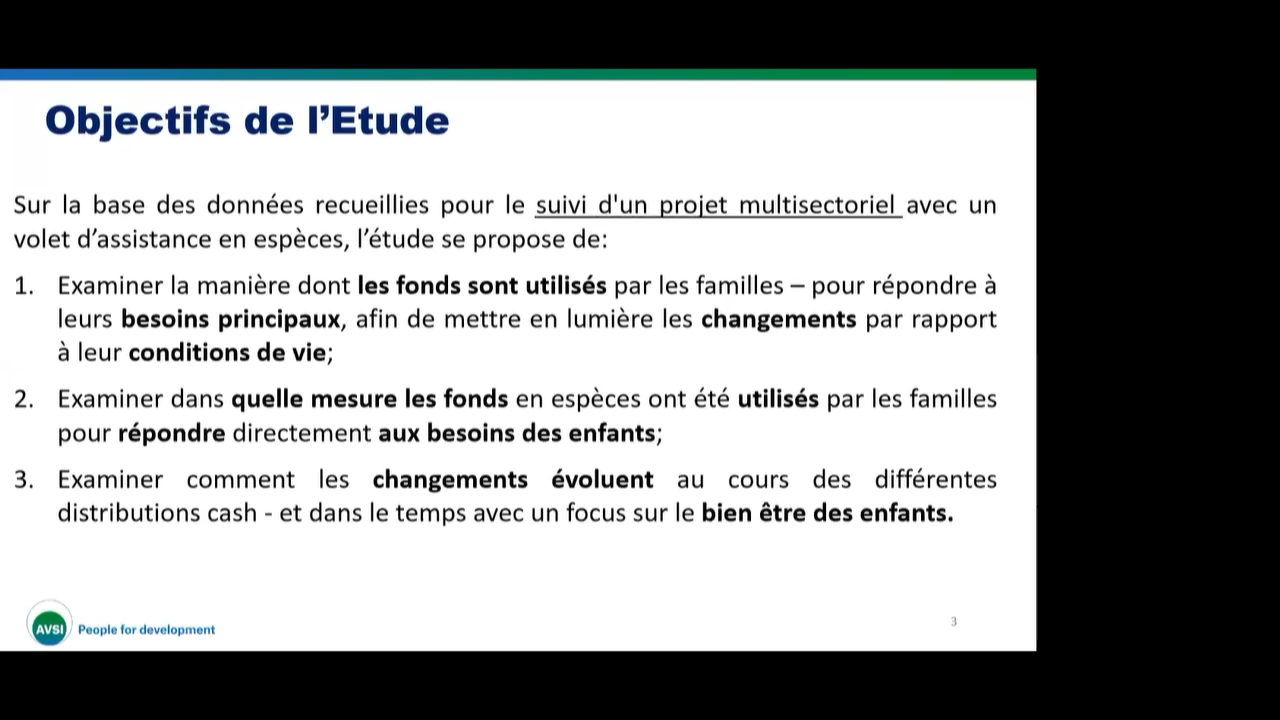 Objectifs de l’Etude
Sur la base des données recueillies pour le suivi d'un projet multisectoriel avec un
volet d’assistance en espèces, l’étude se propose de:
1. Examiner la manière dont les fonds sont utilisés par les familles – pour répondre à
leurs besoins principaux, afin de mettre en lumière les changements par rapport
à leur conditions de vie;
2. Examiner dans quelle mesure les fonds en espèces ont été utilisés par les familles
pour répondre directement aux besoins des enfants;
3. Examiner comment les changements évoluent au cours des différentes
distributions cash - et dans le temps avec un focus sur le bien être des enfants.
AVSI People for development
3